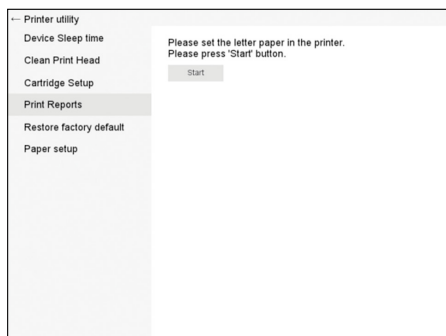 ← Printer utility
Device Sleep time
Clean Print Head
Cartridge Setup
Print Reports
Restore factory default
Paper setup
Please set the letter paper in the printer.
Please press 'Start' button.
Start